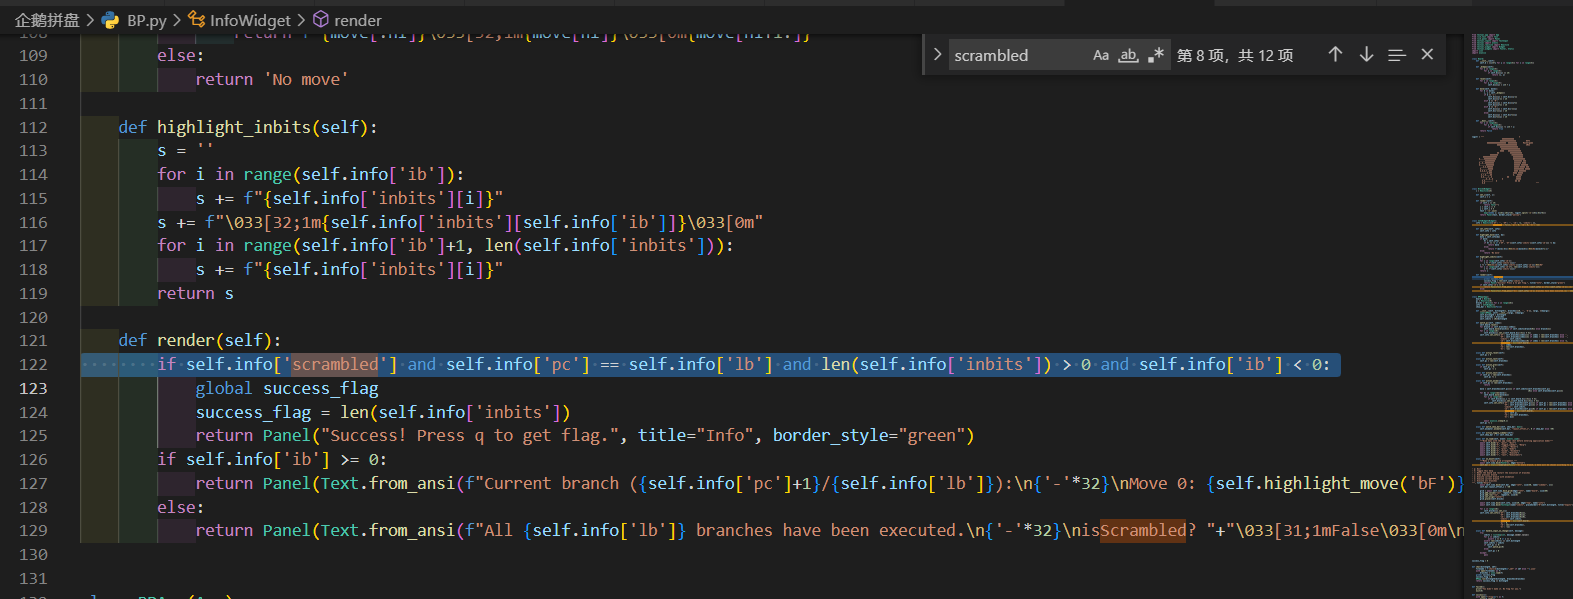 企鹅拼盘 > BP.py > InfoWidget > render
scrambled Aa ab 第 8 项，共 12 项
109 else:
110 return 'No move'
111
112 def highlight_inbits(self):
113 s = ''
114 for i in range(self.info['ib']):
115 s += f"{self.info['inbits'][i]}"
116 s += f"\033[32;1m{self.info['inbits'][self.info['ib']]}\033[0m"
117 for i in range(self.info['ib']+1, len(self.info['inbits'])):
118 s += f"{self.info['inbits'][i]}"
119 return s
120
121 def render(self):
122 if self.info['scrambled'] and self.info['pc'] == self.info['lb'] and len(self.info['inbits']) > 0 and self.info['ib'] < 0:
123 global success_flag
124 success_flag = len(self.info['inbits'])
125 return Panel("Success! Press q to get flag.", title="Info", border_style="green")
126 if self.info['ib'] >= 0:
127 return Panel(Text.from_ansi(f"Current branch ({self.info['pc']+1}/{self.info['lb']}):\n{'-'*32}\nMove 0: {self.highlight_move('bF')}
128 else:
129 return Panel(Text.from_ansi(f"All {self.info['lb']} branches have been executed.\n{'-'*32}\nisScrambled? "+"\033[31;1mFalse\033[0m\n
130
131